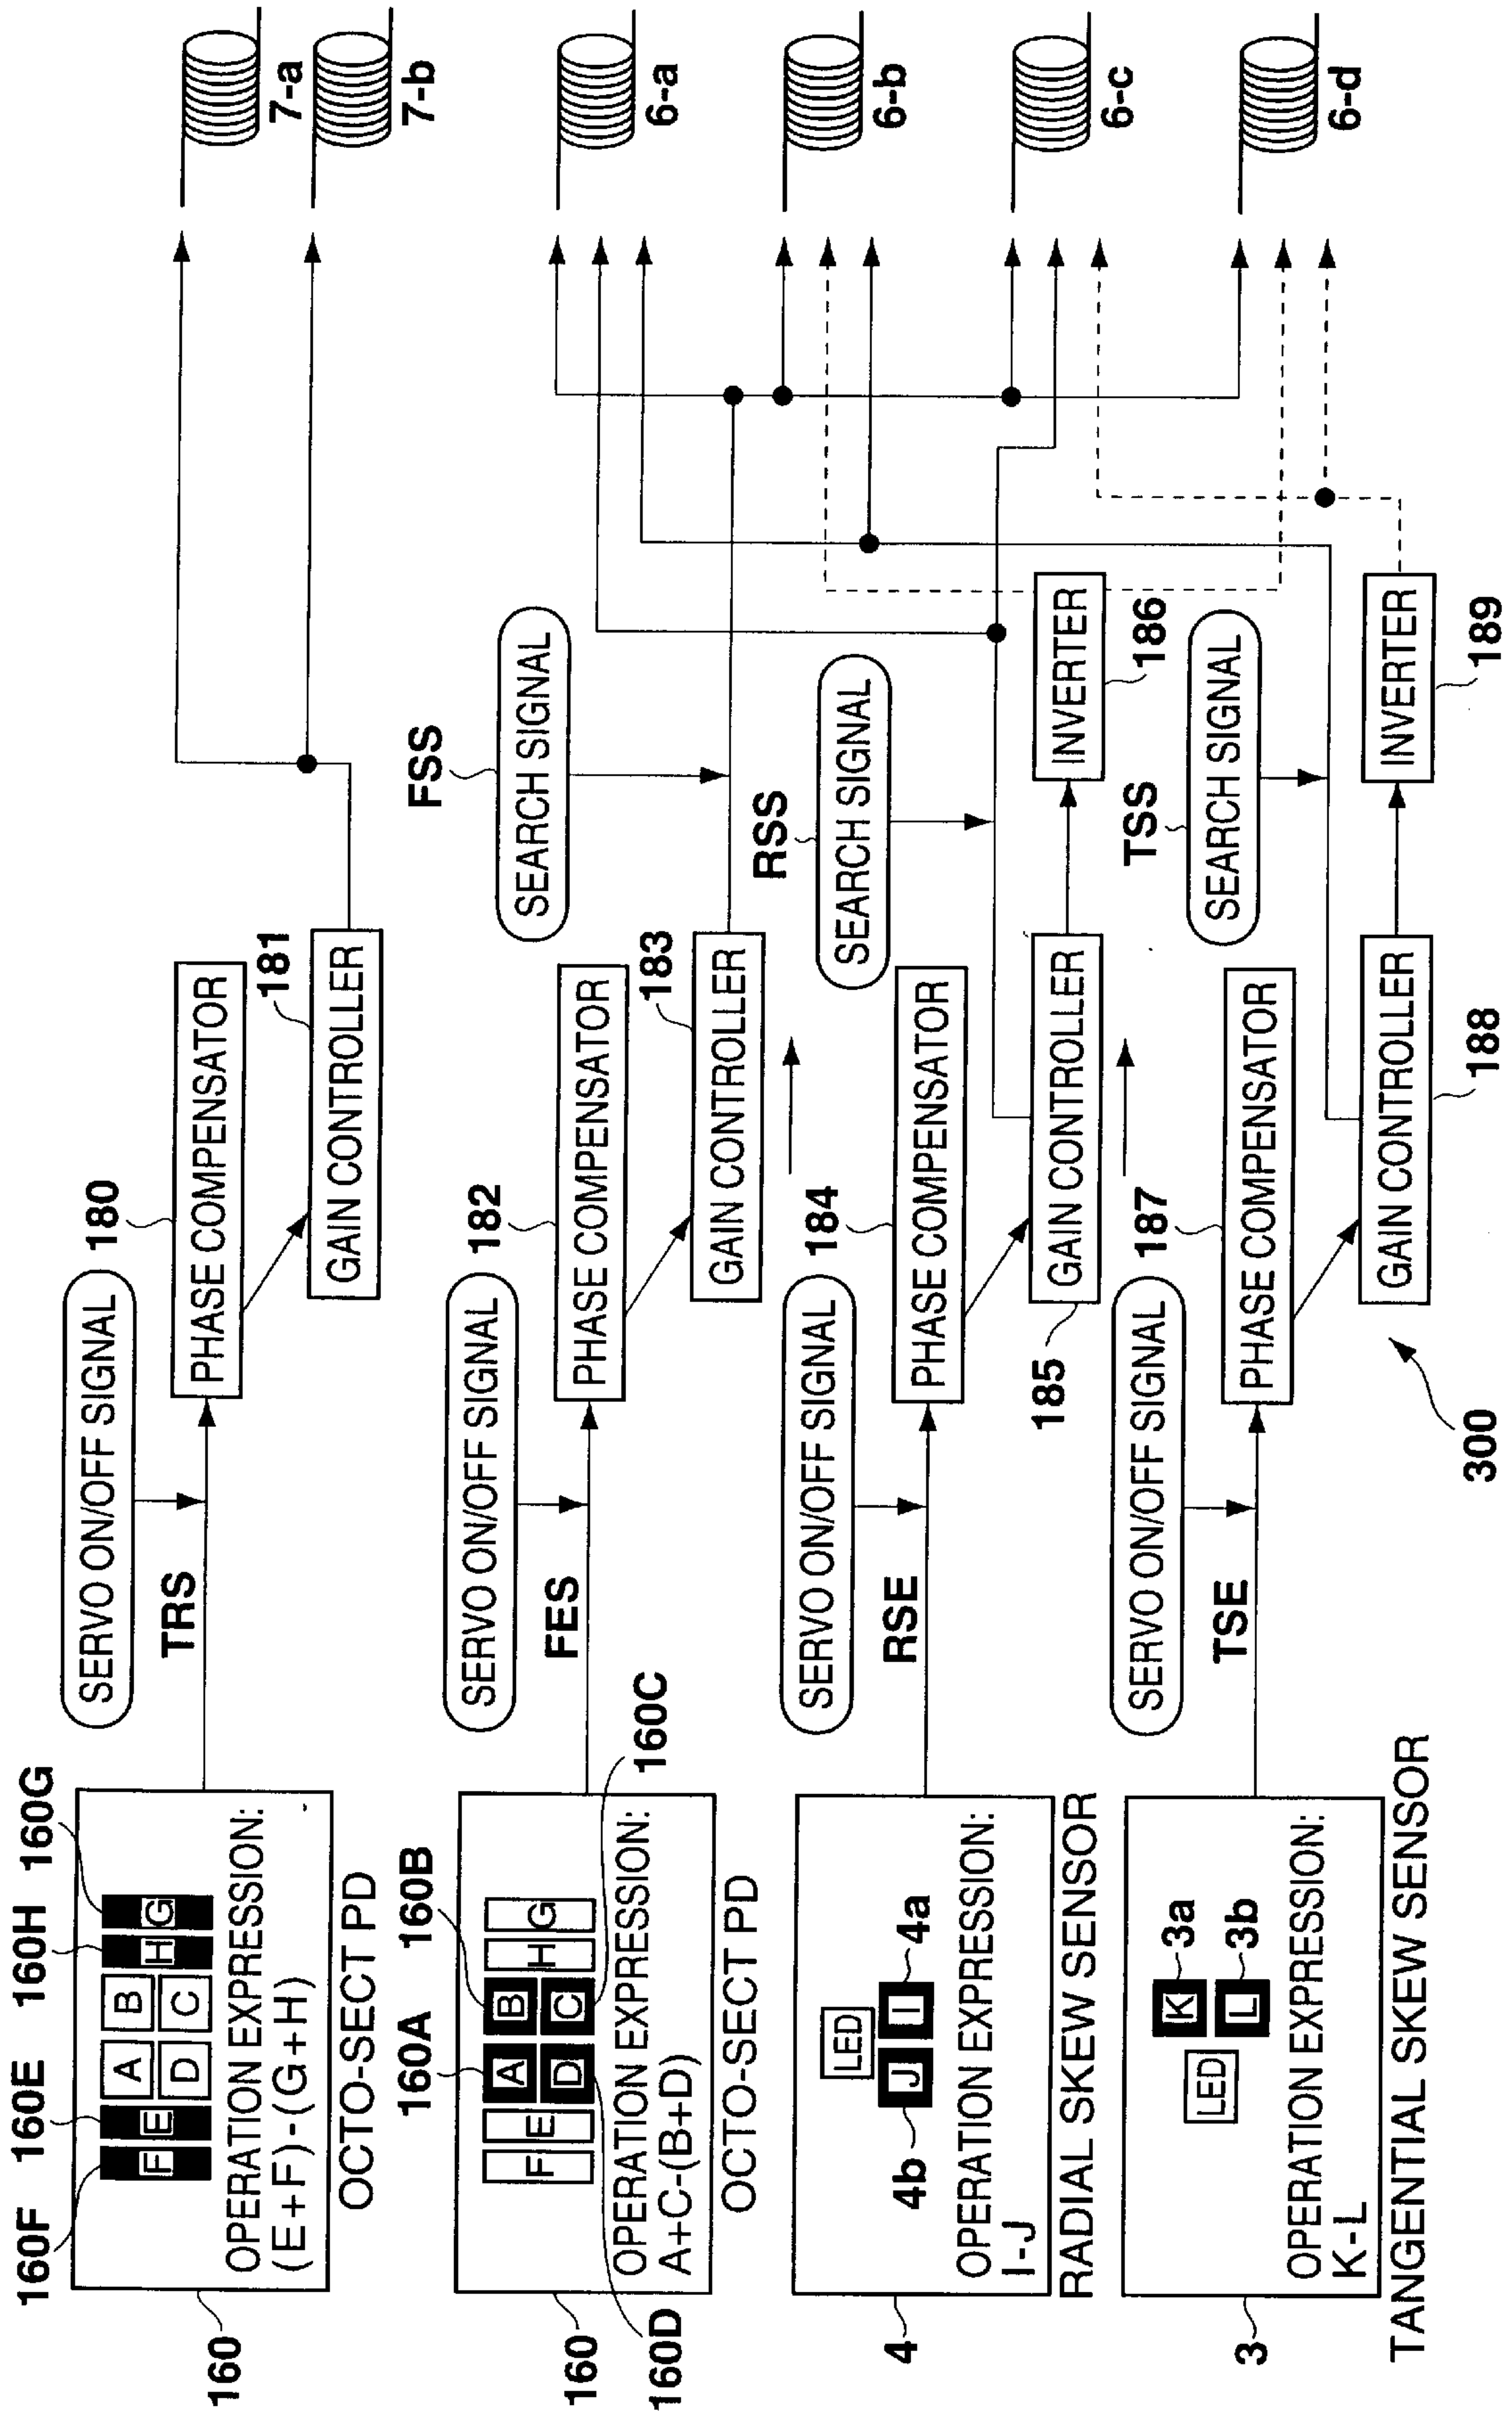 160F 160E 160H 160G
F E A B H G
D C
OPERATION EXPRESSION:
(E+F)-(G+H)
160
OCTO-SECT PD
SERVO ON/OFF SIGNAL
TRS
180
PHASE COMPENSATOR
181
GAIN CONTROLLER
7-a
7-b
160A 160B
F E A B H G
D C
OPERATION EXPRESSION:
A+C-(B+D)
160
160D
160C
OCTO-SECT PD
SERVO ON/OFF SIGNAL
FES
182
PHASE COMPENSATOR
183
GAIN CONTROLLER
FSS
SEARCH SIGNAL
6-a
6-b
6-c
6-d
LED
J I
4b
4a
OPERATION EXPRESSION:
I-J
4
RADIAL SKEW SENSOR
SERVO ON/OFF SIGNAL
RSE
184
PHASE COMPENSATOR
185
GAIN CONTROLLER
RSS
SEARCH SIGNAL
INVERTER
186
LED
K
L
3a
3b
OPERATION EXPRESSION:
K-L
3
TANGENTIAL SKEW SENSOR
SERVO ON/OFF SIGNAL
TSE
187
PHASE COMPENSATOR
GAIN CONTROLLER
188
TSS
SEARCH SIGNAL
INVERTER
189
300